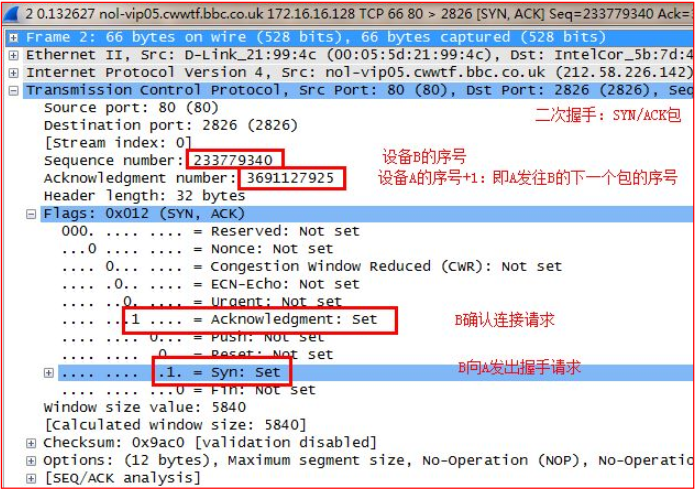 2 0.132627 nol-vip05.cwwtf.bbc.co.uk 172.16.16.128 TCP 66 80 > 2826 [SYN, ACK] Seq=233779340 Ack=
Frame 2: 66 bytes on wire (528 bits), 66 bytes captured (528 bits)
Ethernet II, Src: D-Link_21:99:4c (00:05:5d:21:99:4c), Dst: IntelCor_5b:7d:4
Internet Protocol Version 4, Src: nol-vip05.cwwtf.bbc.co.uk (212.58.226.142)
Transmission Control Protocol, Src Port: 80 (80), Dst Port: 2826 (2826), Seq
Source port: 80 (80)
二次握手：SYN/ACK包
Destination port: 2826 (2826)
[Stream index: 0]
Sequence number: 233779340
设备B的序号
Acknowledgment number: 3691127925
设备A的序号+1：即A发往B的下一个包的序号
Header length: 32 bytes
Flags: 0x012 (SYN, ACK)
000. .... .... = Reserved: Not set
...0 .... .... = Nonce: Not set
.... 0... .... = Congestion Window Reduced (CWR): Not set
.... .0.. .... = ECN-Echo: Not set
.... ..0. .... = Urgent: Not set
.... ...1 .... = Acknowledgment: Set
B确认连接请求
.... .... 0... = Push: Not set
.... .... .0.. = Reset: Not set
.... .... ..1. = Syn: Set
B向A发出握手请求
.... .... ...0 = Fin: Not set
Window size value: 5840
[Calculated window size: 5840]
Checksum: 0x9ac0 [validation disabled]
Options: (12 bytes), Maximum segment size, No-Operation (NOP), No-Operatio
[SEQ/ACK analysis]